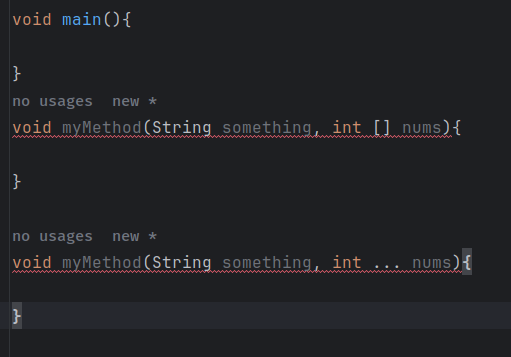 void main(){
}
no usages new *
void myMethod(String something, int [] nums){
}
no usages new *
void myMethod(String something, int ... nums){
}